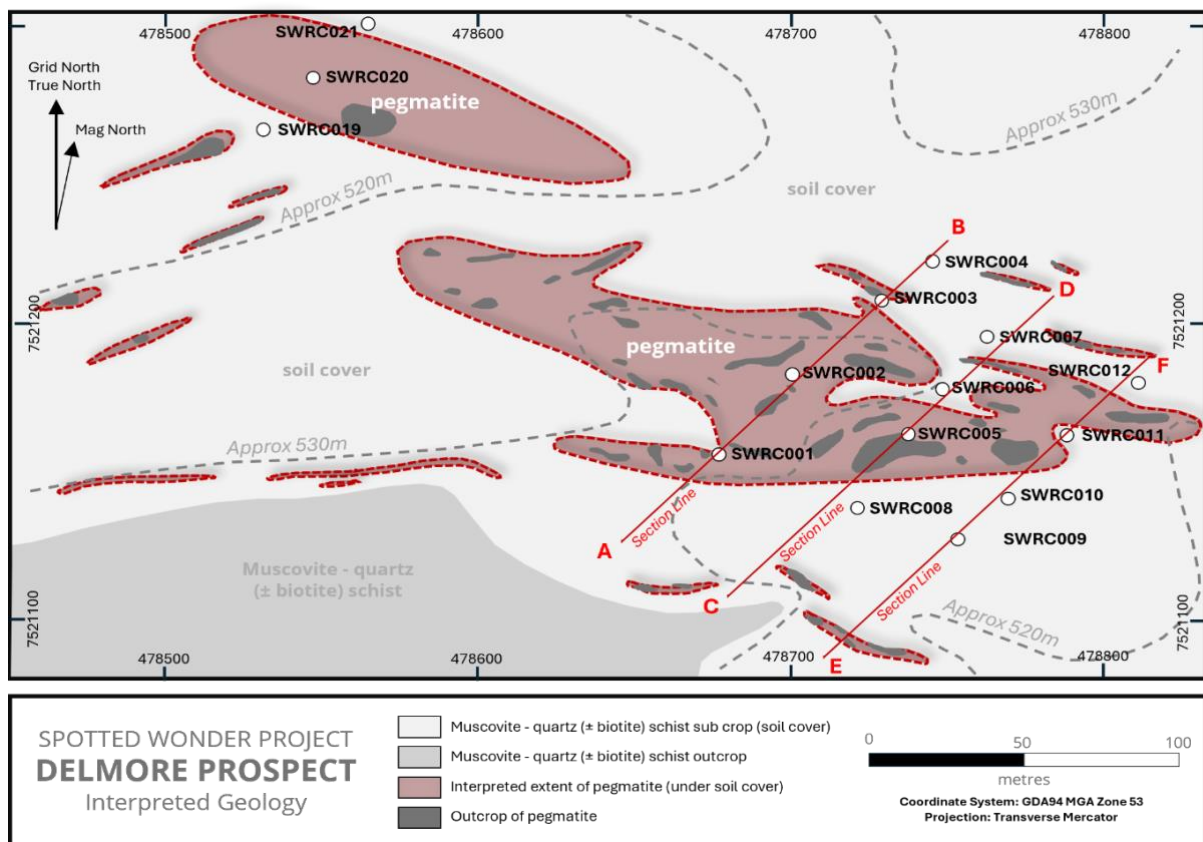 478500
478600
478700
478800
SWRC021
Grid North
True North
Mag North
SWRC020
pegmatite
SWRC019
Approx 530m
soil cover
Approx 520m
B
SWRC004
D
SWRC003
7521200
7521200
SWRC007
pegmatite
F
SWRC012
soil cover
SWRC002
SWRC006
SWRC005
SWRC011
Approx 530m
SWRC001
SWRC010
SWRC008
Section Line
Section Line
SWRC009
A
Section Line
Muscovite - quartz
(± biotite) schist
C
Approx 520m
7521100
7521100
E
478500
478600
478700
478800
SPOTTED WONDER PROJECT
DELMORE PROSPECT
Interpreted Geology
Muscovite - quartz (± biotite) schist sub crop (soil cover)
Muscovite - quartz (± biotite) schist outcrop
Interpreted extent of pegmatite (under soil cover)
Outcrop of pegmatite
0
50
100
metres
Coordinate System: GDA94 MGA Zone 53
Projection: Transverse Mercator